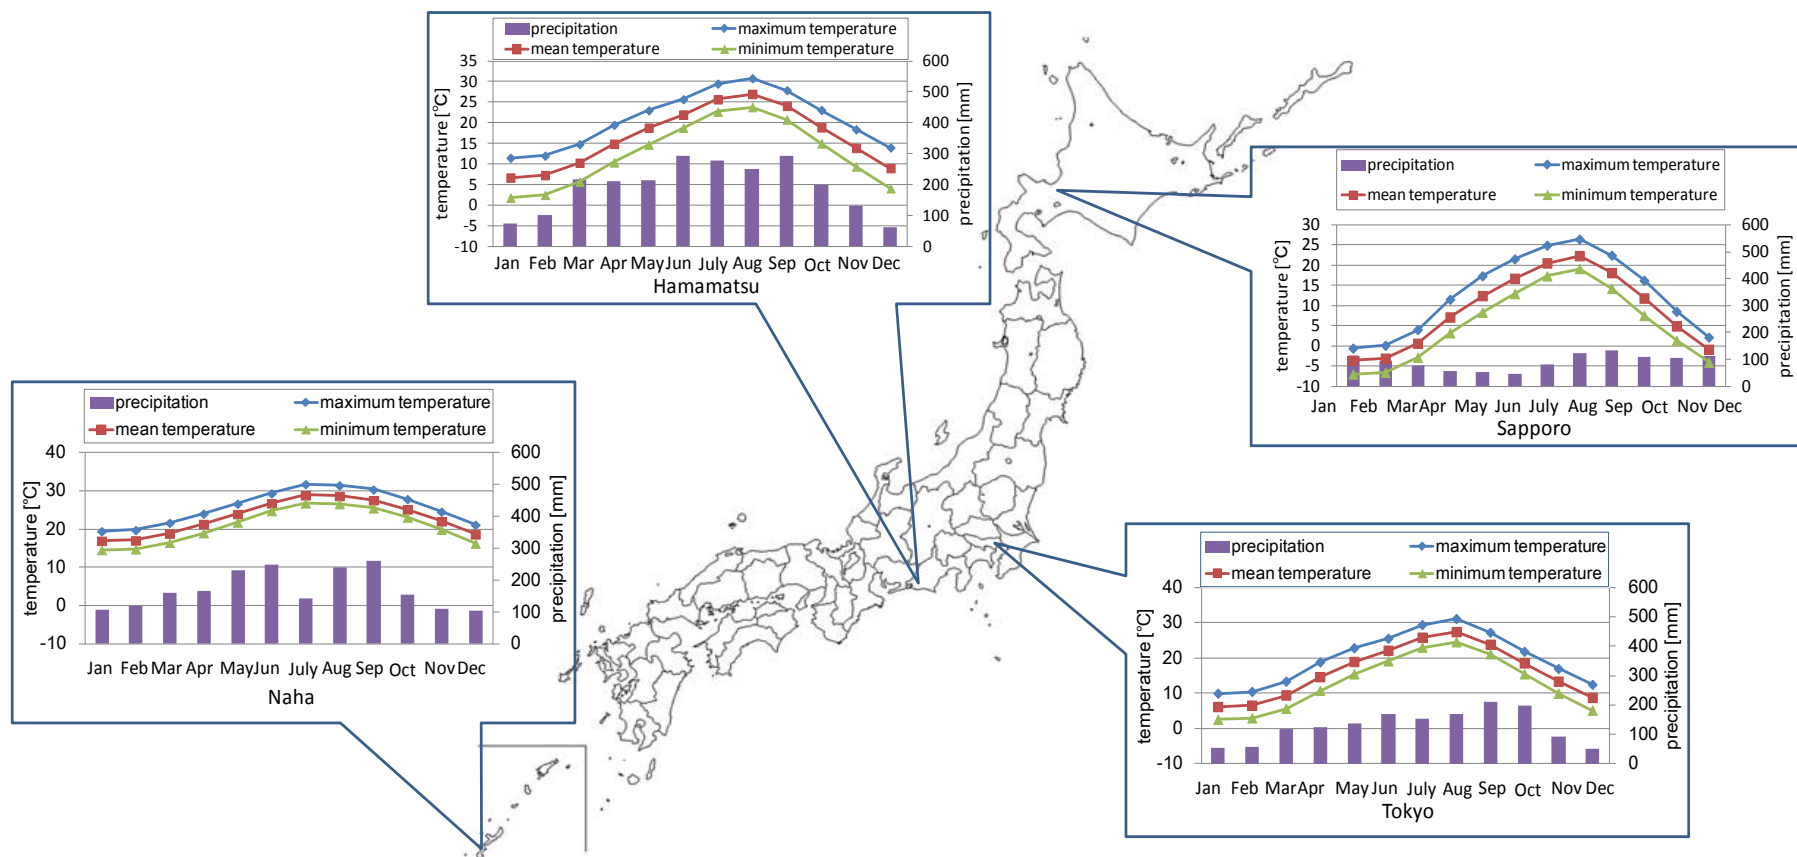 precipitation maximum temperature
mean temperature minimum temperature
35
30
25
20
15
10
5
0
-5
-10
temperature [℃]
600
500
400
300
200
100
0
precipitation [mm]
Jan Feb Mar Apr May Jun July Aug Sep Oct Nov Dec
Hamamatsu
precipitation maximum temperature
mean temperature minimum temperature
30
25
20
15
10
5
0
-5
-10
temperature [℃]
600
500
400
300
200
100
0
precipitation [mm]
Jan Feb Mar Apr May Jun July Aug Sep Oct Nov Dec
Sapporo
precipitation maximum temperature
mean temperature minimum temperature
40
30
20
10
0
-10
temperature [℃]
600
500
400
300
200
100
0
precipitation [mm]
Jan Feb Mar Apr May Jun July Aug Sep Oct Nov Dec
Naha
precipitation maximum temperature
mean temperature minimum temperature
40
30
20
10
0
-10
temperature [℃]
600
500
400
300
200
100
0
precipitation [mm]
Jan Feb Mar Apr May Jun July Aug Sep Oct Nov Dec
Tokyo